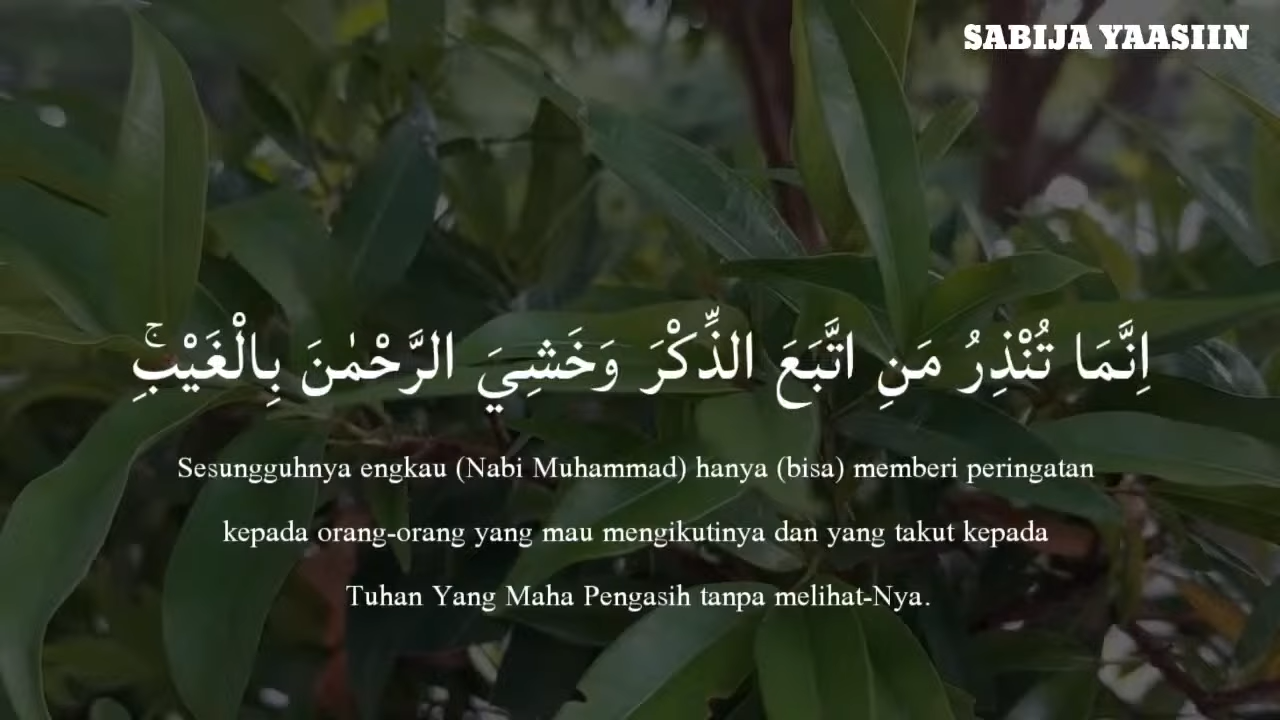 SABIJA YAASIIN
اِنَّمَا تُنْذِرُ مَنِ اتَّبَعَ الذِّكْرَ وَخَشِيَ الرَّحْمٰنَ بِالْغَيْبِۚ
Sesungguhnya engkau (Nabi Muhammad) hanya (bisa) memberi peringatan
kepada orang-orang yang mau mengikutinya dan yang takut kepada
Tuhan Yang Maha Pengasih tanpa melihat-Nya.